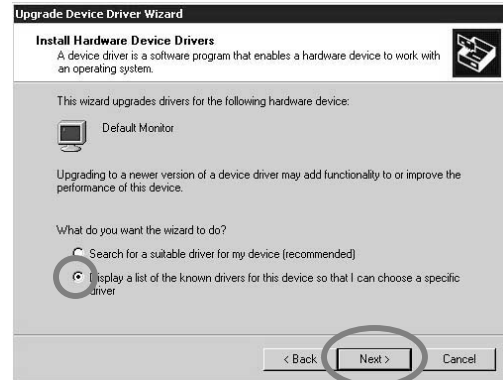 Upgrade Device Driver Wizard
Install Hardware Device Drivers
A device driver is a software program that enables a hardware device to work with
an operating system.
This wizard upgrades drivers for the following hardware device:
Default Monitor
Upgrading to a newer version of a device driver may add functionality to or improve the
performance of this device.
What do you want the wizard to do?
Search for a suitable driver for my device (recommended)
Display a list of the known drivers for this device so that I can choose a specific
driver
< Back
Next >
Cancel